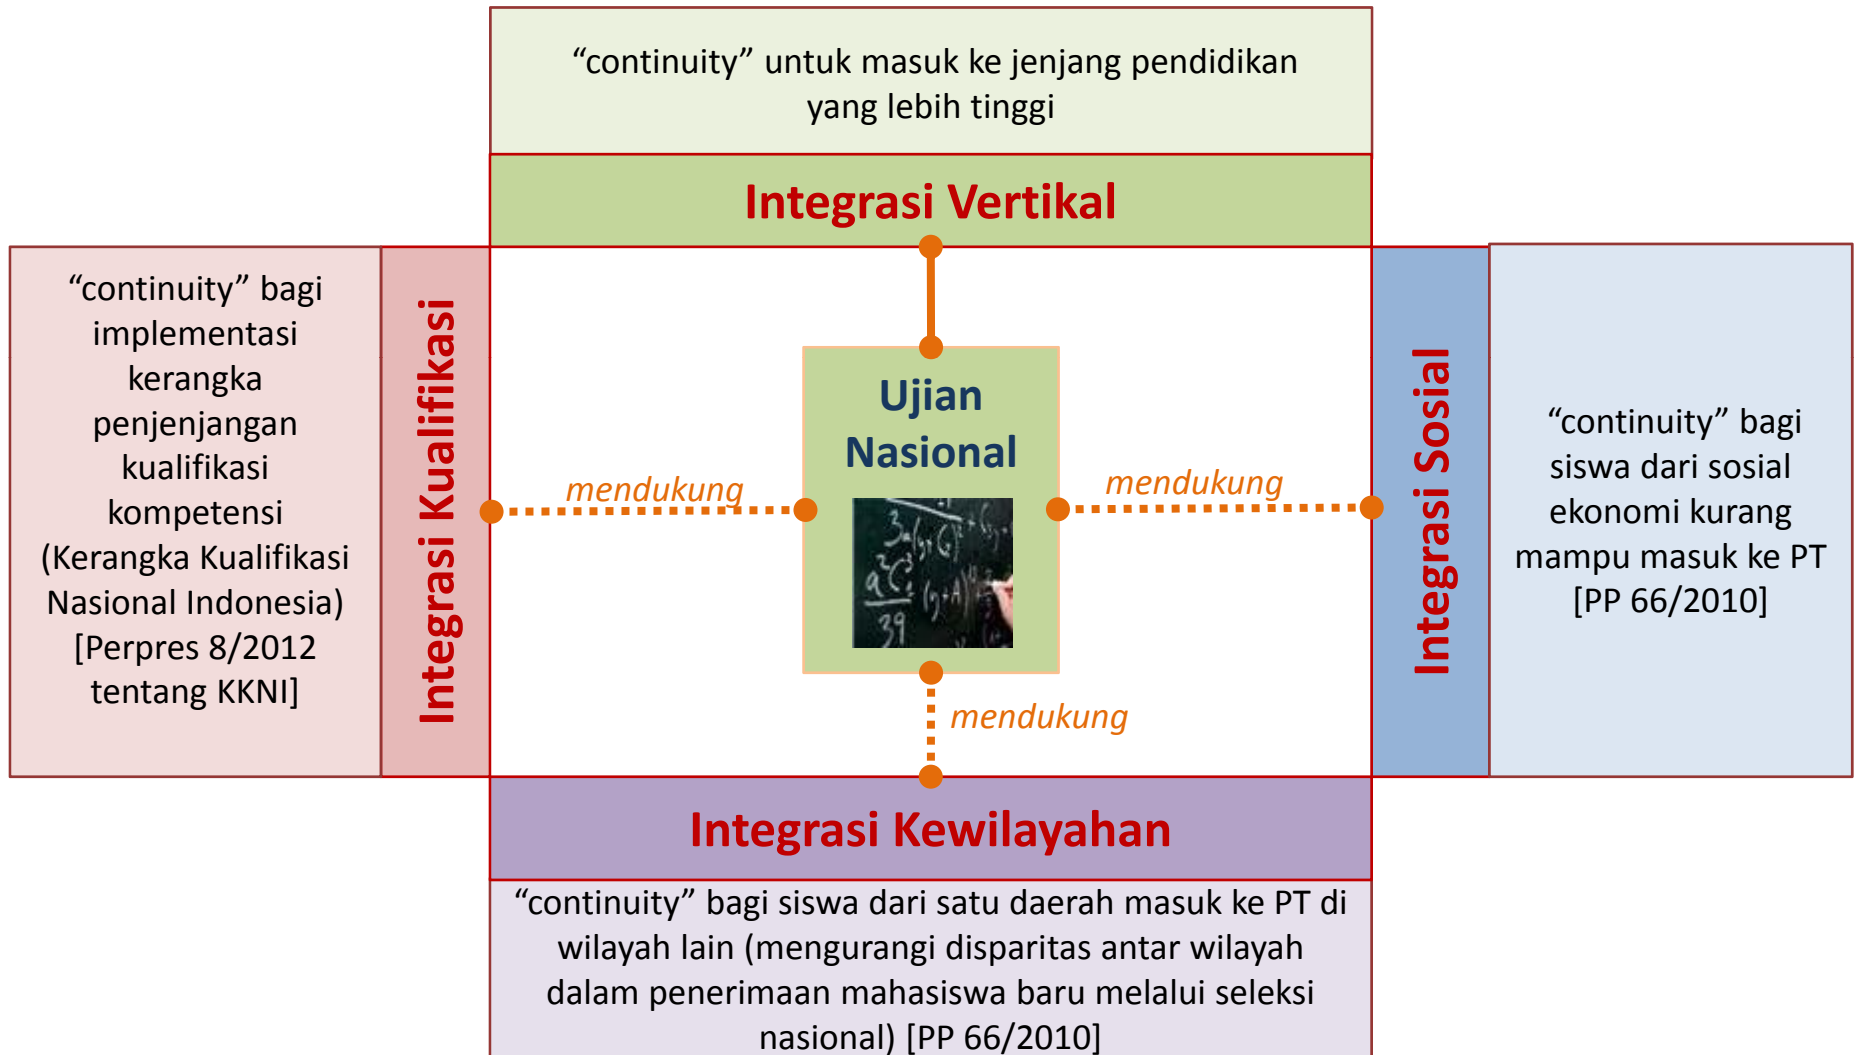 “continuity” untuk masuk ke jenjang pendidikan
yang lebih tinggi
Integrasi Vertikal
“continuity” bagi
implementasi
kerangka
penjenjangan
kualifikasi
kompetensi
(Kerangka Kualifikasi
Nasional Indonesia)
[Perpres 8/2012
tentang KKNI]
Integrasi Kualifikasi
mendukung
Ujian
Nasional
mendukung
Integrasi Sosial
“continuity” bagi
siswa dari sosial
ekonomi kurang
mampu masuk ke PT
[PP 66/2010]
mendukung
Integrasi Kewilayahan
“continuity” bagi siswa dari satu daerah masuk ke PT di
wilayah lain (mengurangi disparitas antar wilayah
dalam penerimaan mahasiswa baru melalui seleksi
nasional) [PP 66/2010]